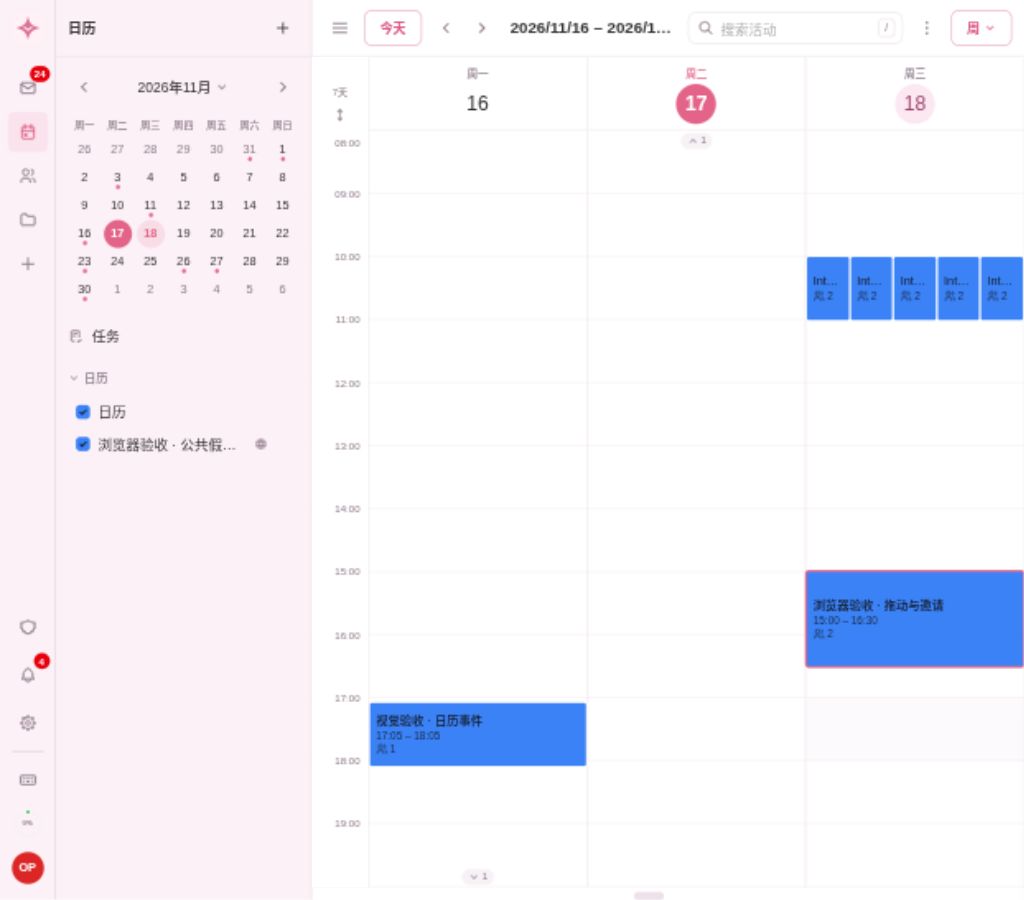 日历
24
2026年11月
周一 周二 周三 周四 周五 周六 周日
26 27 28 29 30 31 1
2 3 4 5 6 7 8
9 10 11 12 13 14 15
16 17 18 19 20 21 22
23 24 25 26 27 28 29
30 1 2 3 4 5 6
任务
日历
日历
浏览器验收 · 公共假...
4
0%
OP
今天
2026/11/16 – 2026/1...
搜索活动
/
周
7天
周一
16
周二
17
周三
18
1
08:00
09:00
10:00
11:00
12:00
13:00
14:00
15:00
16:00
17:00
18:00
19:00
Int... Int... Int... Int... Int...
2 2 2 2 2
浏览器验收 · 拖动与邀请
15:00 – 16:30
2
视觉验收 · 日历事件
17:05 – 18:05
1
1